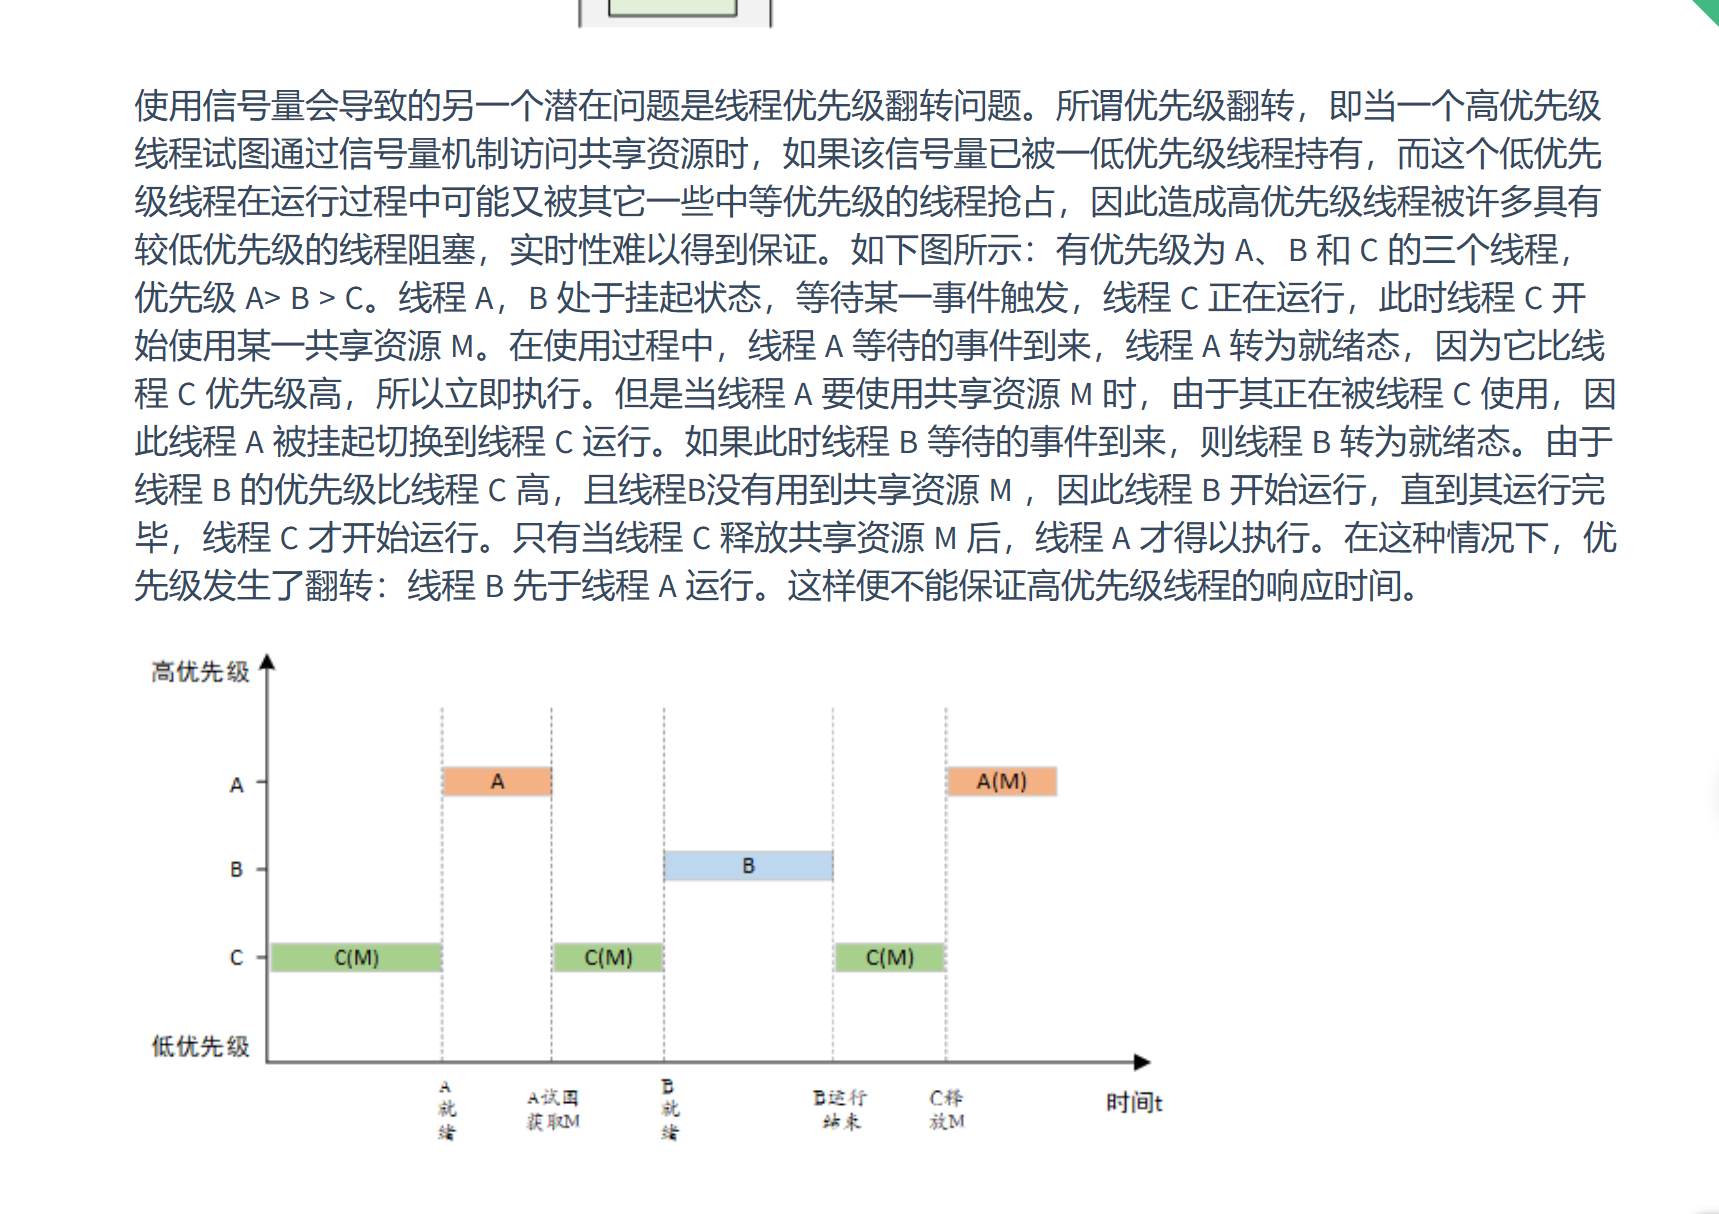 使用信号量会导致的另一个潜在问题是线程优先级翻转问题。所谓优先级翻转，即当一个高优先级
线程试图通过信号量机制访问共享资源时，如果该信号量已被一低优先级线程持有，而这个低优先
级线程在运行过程中可能又被其它一些中等优先级的线程抢占，因此造成高优先级线程被许多具有
较低优先级的线程阻塞，实时性难以得到保证。如下图所示：有优先级为 A、B 和 C 的三个线程，
优先级 A> B > C。线程 A，B 处于挂起状态，等待某一事件触发，线程 C 正在运行，此时线程 C 开
始使用某一共享资源 M。在使用过程中，线程 A 等待的事件到来，线程 A 转为就绪态，因为它比线
程 C 优先级高，所以立即执行。但是当线程 A 要使用共享资源 M 时，由于其正在被线程 C 使用，因
此线程 A 被挂起切换到线程 C 运行。如果此时线程 B 等待的事件到来，则线程 B 转为就绪态。由于
线程 B 的优先级比线程 C 高，且线程B没有用到共享资源 M ，因此线程 B 开始运行，直到其运行完
毕，线程 C 才开始运行。只有当线程 C 释放共享资源 M 后，线程 A 才得以执行。在这种情况下，优
先级发生了翻转：线程 B 先于线程 A 运行。这样便不能保证高优先级线程的响应时间。
高优先级
A
A
A(M)
B
B
C
C(M)
C(M)
C(M)
低优先级
A
就
绪
A试图
获取M
B
就
绪
B运行
结束
C释
放M
时间t